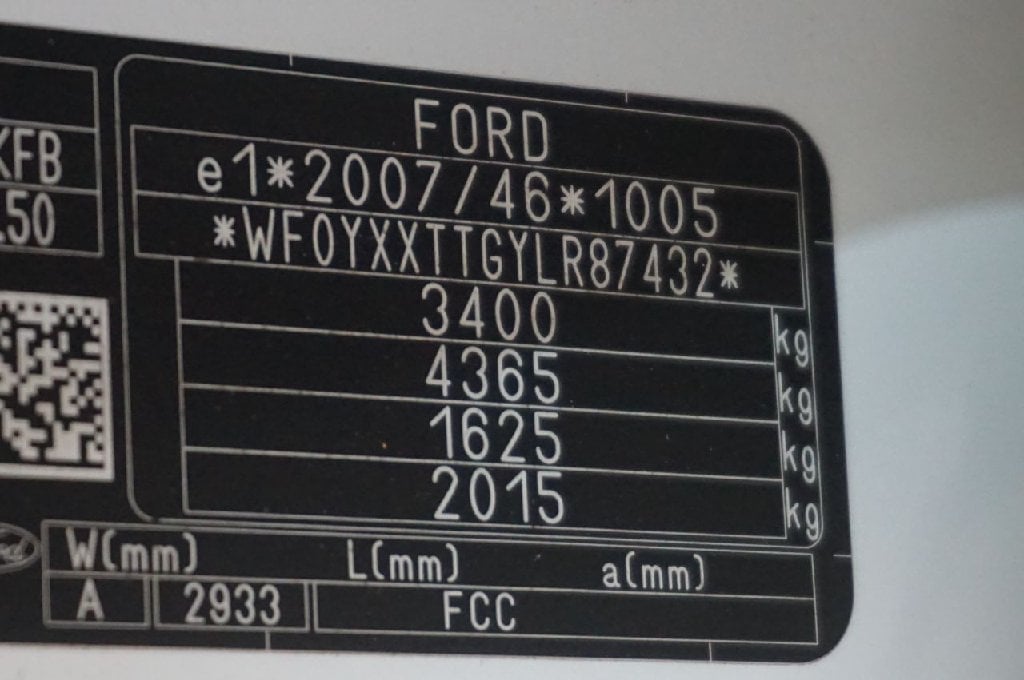 FORD
e1*2007/46*1005
*WF0YXXTTGYLR87432*
3400 kg
4365 kg
1625 kg
2015 kg
KFB
.50
W(mm) L(mm) a(mm)
A 2933 FCC